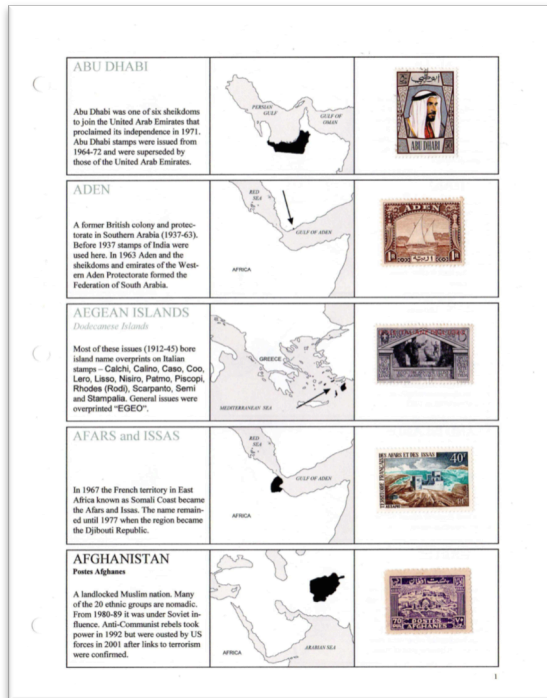 ABU DHABI
Abu Dhabi was one of six sheikdoms
to join the United Arab Emirates that
proclaimed its independence in 1971.
Abu Dhabi stamps were issued from
1964-72 and were superseded by
those of the United Arab Emirates.
PERSIAN
GULF
GULF OF
OMAN
ABU DHABI
ADEN
A former British colony and protec-
torate in Southern Arabia (1937-63).
Before 1937 stamps of India were
used here. In 1963 Aden and the
sheikdoms and emirates of the West-
ern Aden Protectorate formed the
Federation of South Arabia.
RED
SEA
GULF OF ADEN
AFRICA
ADEN
AEGEAN ISLANDS
Dodecanese Islands
Most of these issues (1912-45) bore
island name overprints on Italian
stamps – Calchi, Calino, Caso, Coo,
Lero, Lisso, Nisiro, Patmo, Piscopi,
Rhodes (Rodi), Scarpanto, Semi
and Stampalia. General issues were
overprinted "EGEO".
GREECE
MEDITERRANEAN SEA
AFARS and ISSAS
In 1967 the French territory in East
Africa known as Somali Coast became
the Afars and Issas. The name remain-
ed until 1977 when the region became
the Djibouti Republic.
RED
SEA
GULF OF ADEN
AFRICA
40F
AFGHANISTAN
Postes Afghanes
A landlocked Muslim nation. Many
of the 20 ethnic groups are nomadic.
From 1980-89 it was under Soviet in-
fluence. Anti-Communist rebels took
power in 1992 but were ousted by US
forces in 2001 after links to terrorism
were confirmed.
AFRICA
ARABIAN SEA
70
POSTES
AFGHANES
1